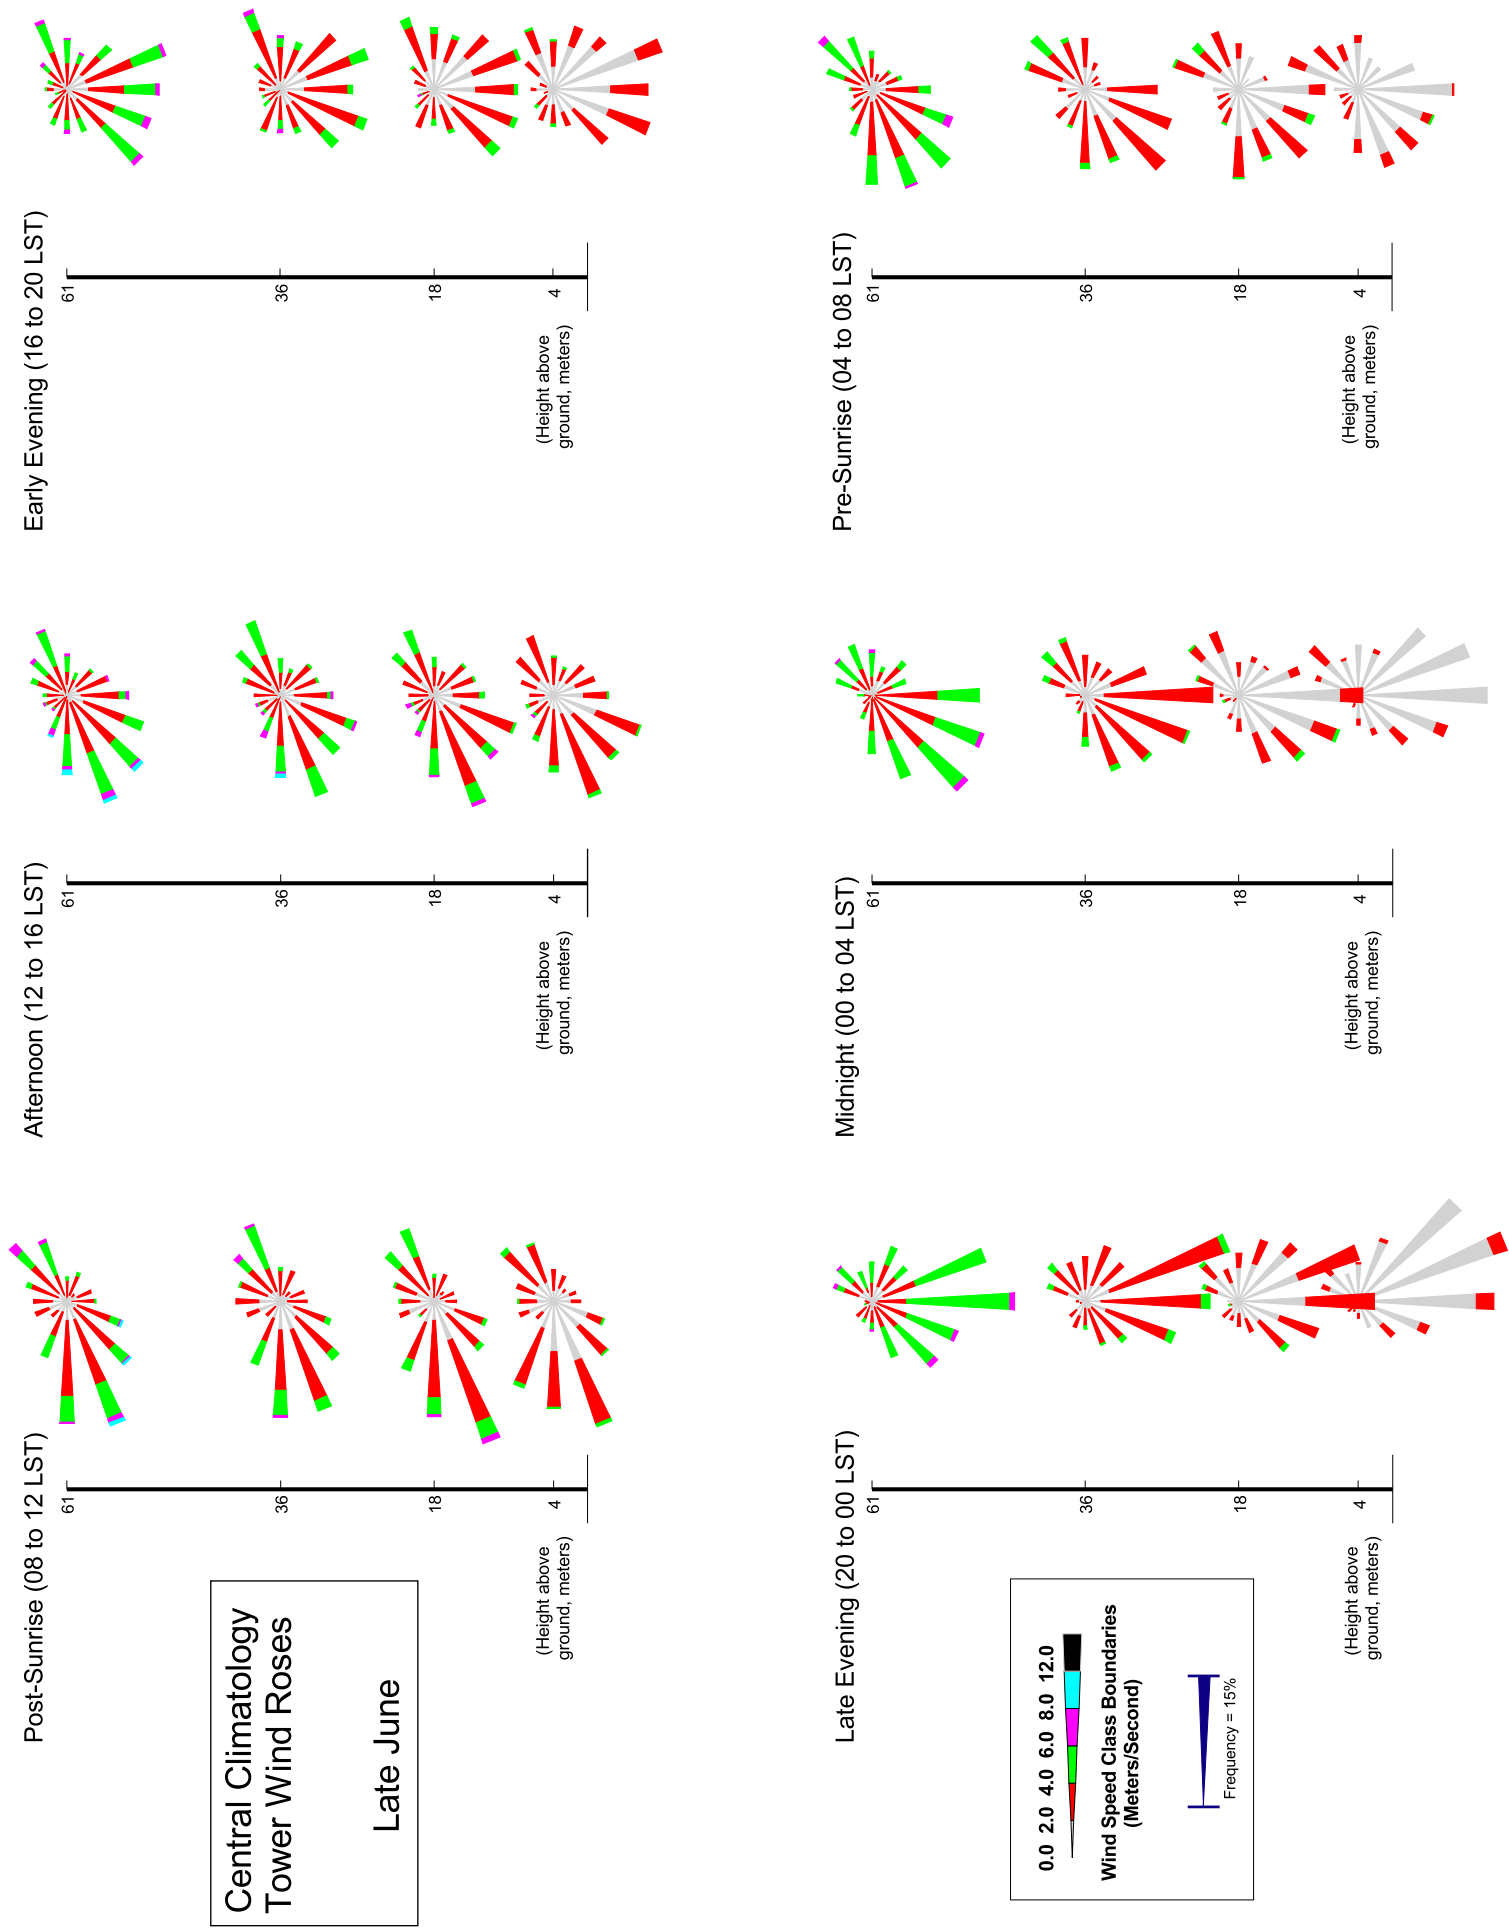 Post-Sunrise (08 to 12 LST)
61
36
18
4
(Height above
ground, meters)
Afternoon (12 to 16 LST)
61
36
18
4
(Height above
ground, meters)
Early Evening (16 to 20 LST)
61
36
18
4
(Height above
ground, meters)
Central Climatology
Tower Wind Roses
Late June
Late Evening (20 to 00 LST)
61
36
18
4
(Height above
ground, meters)
Midnight (00 to 04 LST)
61
36
18
4
(Height above
ground, meters)
Pre-Sunrise (04 to 08 LST)
61
36
18
4
(Height above
ground, meters)
0.0 2.0 4.0 6.0 8.0 12.0
Wind Speed Class Boundaries
(Meters/Second)
Frequency = 15%